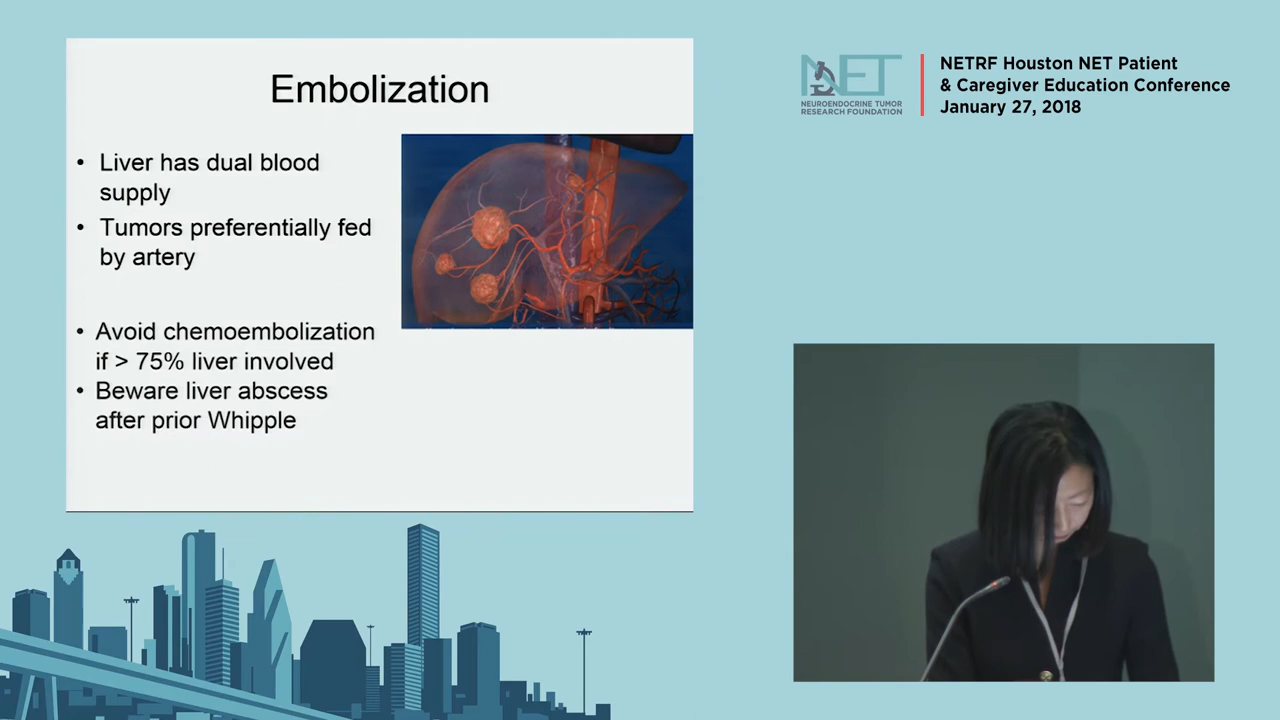 Embolization
• Liver has dual blood
supply
• Tumors preferentially fed
by artery
• Avoid chemoembolization
if > 75% liver involved
• Beware liver abscess
after prior Whipple
NET
NEUROENDOCRINE TUMOR
RESEARCH FOUNDATION
NETRF Houston NET Patient
& Caregiver Education Conference
January 27, 2018